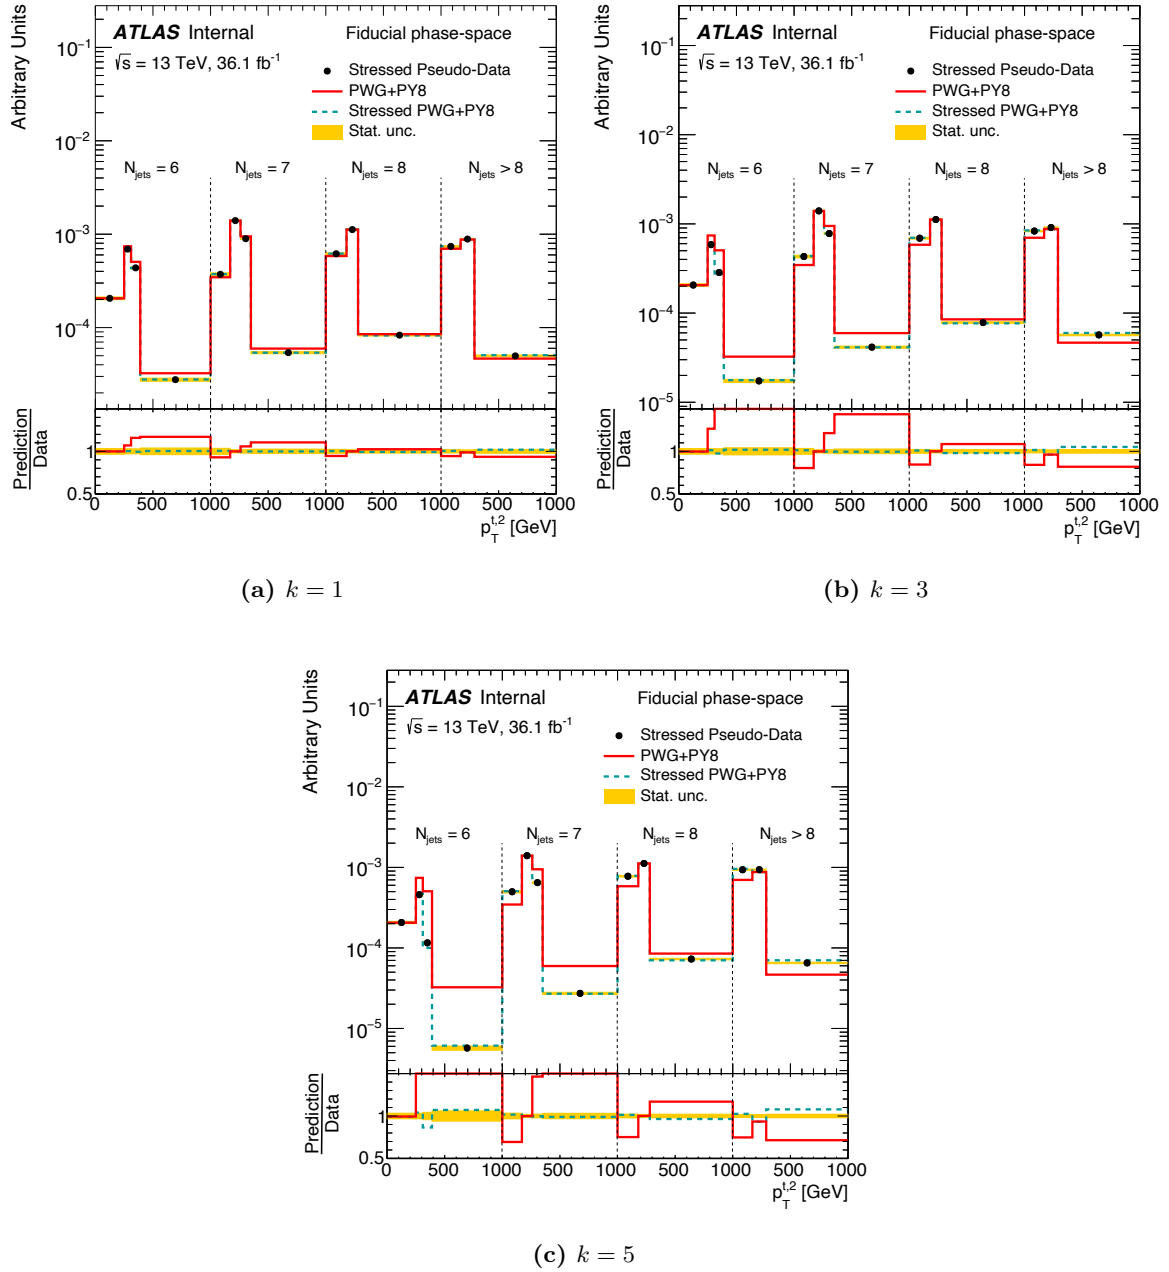 ATLAS Internal Fiducial phase-space
√s = 13 TeV, 36.1 fb⁻¹
Stressed Pseudo-Data
PWG+PY8
Stressed PWG+PY8
Stat. unc.
N_jets = 6 N_jets = 7 N_jets = 8 N_jets > 8
Arbitrary Units
10⁻¹
10⁻²
10⁻³
10⁻⁴
Prediction
Data
1
0.5
0 500 1000 500 1000 500 1000 500 1000
p_T^{t,2} [GeV]
(a) k = 1
ATLAS Internal Fiducial phase-space
√s = 13 TeV, 36.1 fb⁻¹
Stressed Pseudo-Data
PWG+PY8
Stressed PWG+PY8
Stat. unc.
N_jets = 6 N_jets = 7 N_jets = 8 N_jets > 8
Arbitrary Units
10⁻¹
10⁻²
10⁻³
10⁻⁴
10⁻⁵
Prediction
Data
1
0.5
0 500 1000 500 1000 500 1000 500 1000
p_T^{t,2} [GeV]
(b) k = 3
ATLAS Internal Fiducial phase-space
√s = 13 TeV, 36.1 fb⁻¹
Stressed Pseudo-Data
PWG+PY8
Stressed PWG+PY8
Stat. unc.
N_jets = 6 N_jets = 7 N_jets = 8 N_jets > 8
Arbitrary Units
10⁻¹
10⁻²
10⁻³
10⁻⁴
10⁻⁵
Prediction
Data
1
0.5
0 500 1000 500 1000 500 1000 500 1000
p_T^{t,2} [GeV]
(c) k = 5